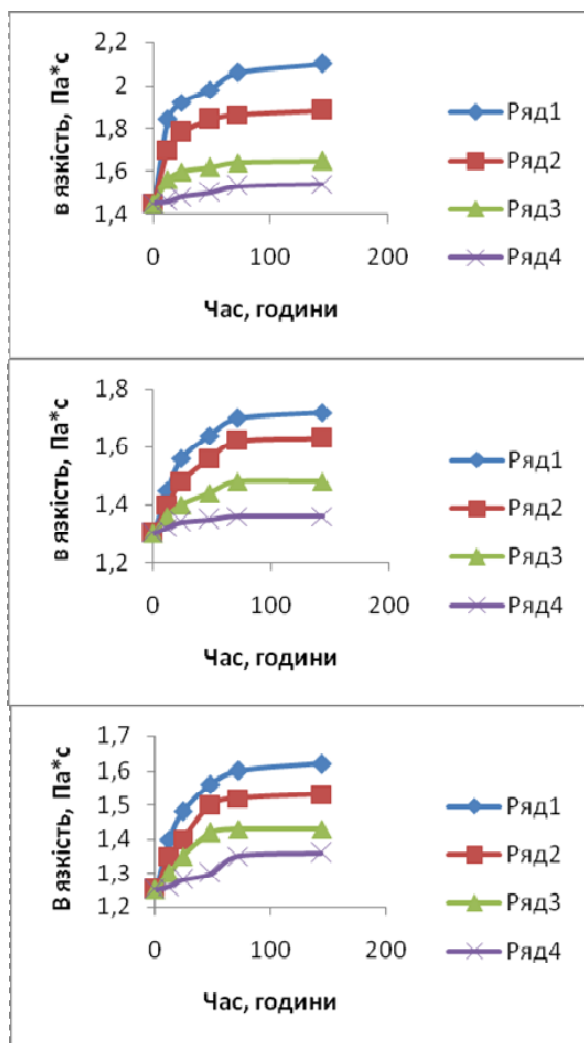 в язкість, Па*с
2,2
2
1,8
1,6
1,4
0
100
200
Час, години
Ряд1
Ряд2
Ряд3
Ряд4
в язкість, Па*с
1,8
1,6
1,4
1,2
0
100
200
Час, години
Ряд1
Ряд2
Ряд3
Ряд4
В язкість, Па*с
1,7
1,6
1,5
1,4
1,3
1,2
0
100
200
Час, години
Ряд1
Ряд2
Ряд3
Ряд4